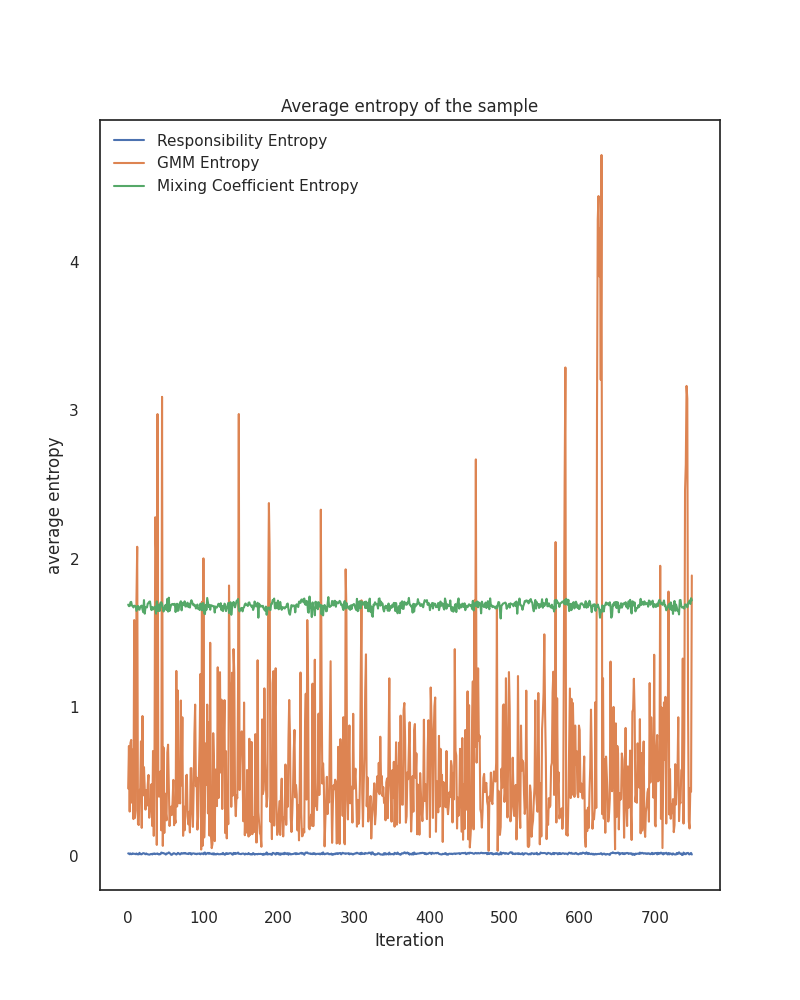 Average entropy of the sample
Responsibility Entropy
GMM Entropy
Mixing Coefficient Entropy
4
3
2
1
0
average entropy
0 100 200 300 400 500 600 700
Iteration